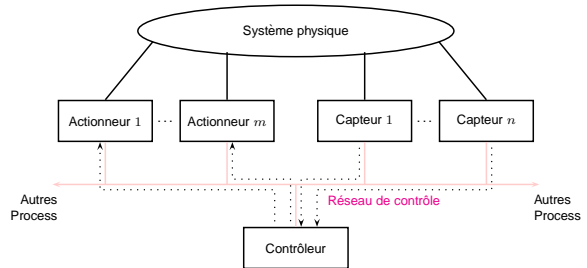 Système physique
Actionneur 1 ... Actionneur m Capteur 1 ... Capteur n
Autres
Process
Réseau de contrôle
Autres
Process
Contrôleur